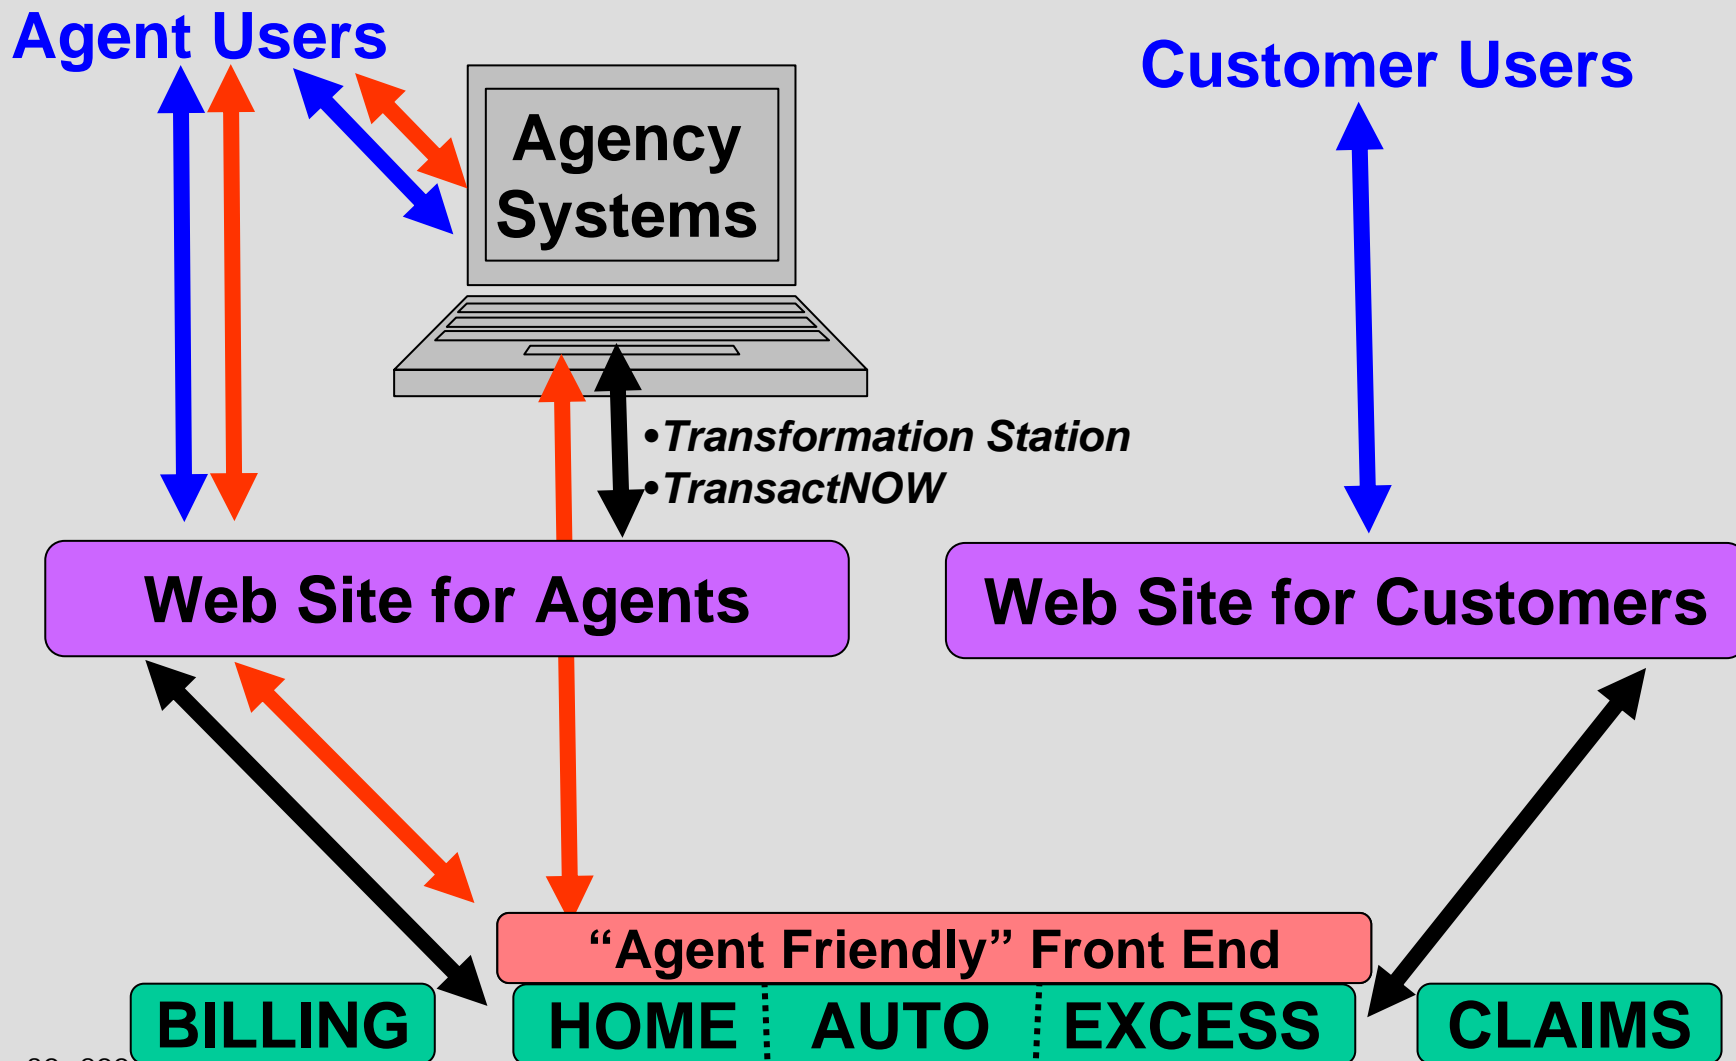 Agent Users
Customer Users
Agency
Systems
•Transformation Station
•TransactNOW
Web Site for Agents
Web Site for Customers
“Agent Friendly” Front End
BILLING
HOME
AUTO
EXCESS
CLAIMS